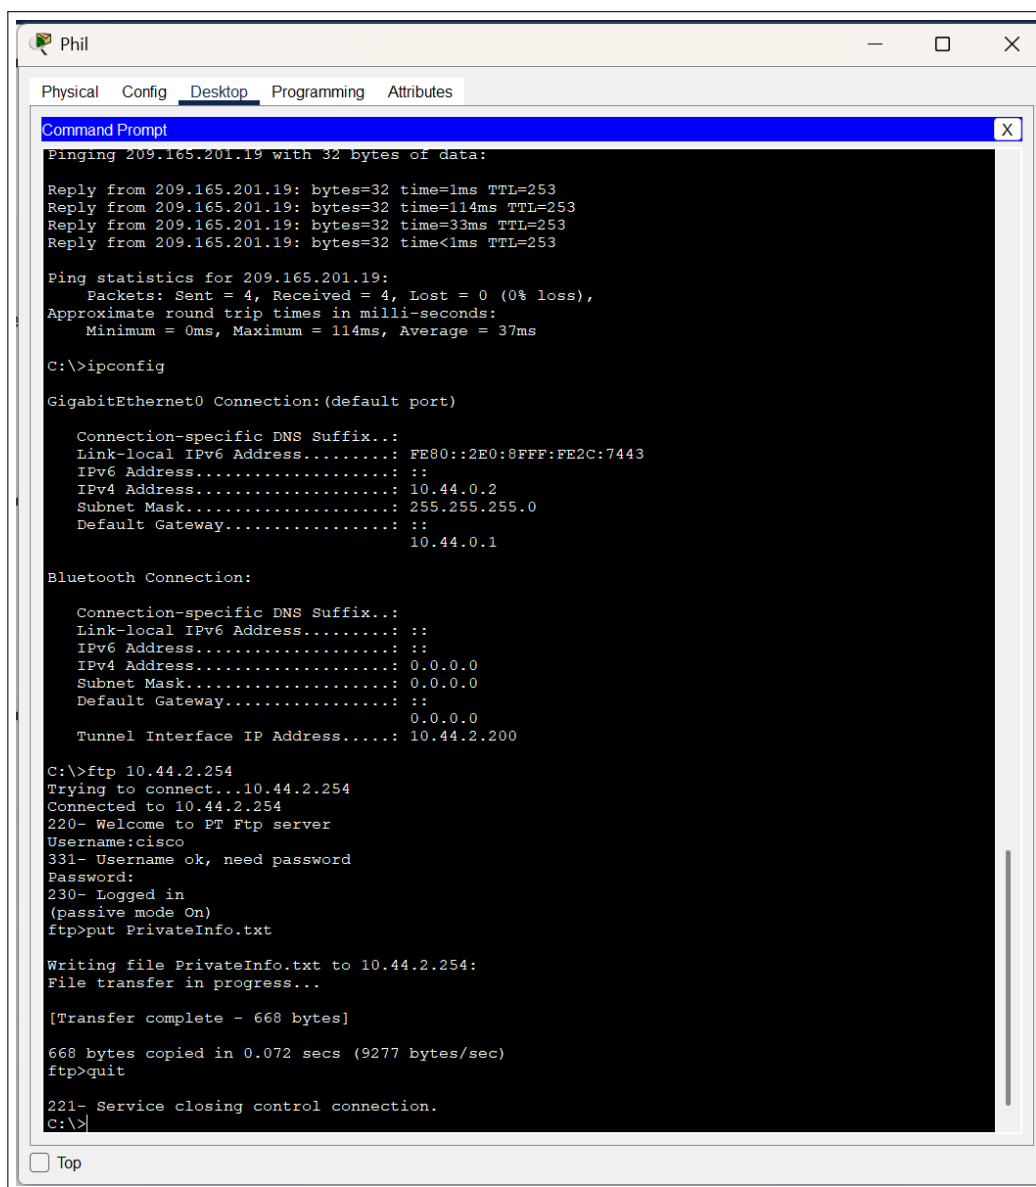 Phil
Physical Config Desktop Programming Attributes
Command Prompt X
Pinging 209.165.201.19 with 32 bytes of data:
Reply from 209.165.201.19: bytes=32 time=1ms TTL=253
Reply from 209.165.201.19: bytes=32 time=114ms TTL=253
Reply from 209.165.201.19: bytes=32 time=33ms TTL=253
Reply from 209.165.201.19: bytes=32 time<1ms TTL=253
Ping statistics for 209.165.201.19:
Packets: Sent = 4, Received = 4, Lost = 0 (0% loss),
Approximate round trip times in milli-seconds:
Minimum = 0ms, Maximum = 114ms, Average = 37ms
C:\>ipconfig
GigabitEthernet0 Connection:(default port)
Connection-specific DNS Suffix..:
Link-local IPv6 Address.........: FE80::2E0:8FFF:FE2C:7443
IPv6 Address....................: ::
IPv4 Address....................: 10.44.0.2
Subnet Mask.....................: 255.255.255.0
Default Gateway.................: ::
10.44.0.1
Bluetooth Connection:
Connection-specific DNS Suffix..:
Link-local IPv6 Address.........: ::
IPv6 Address....................: ::
IPv4 Address....................: 0.0.0.0
Subnet Mask.....................: 0.0.0.0
Default Gateway.................: ::
0.0.0.0
Tunnel Interface IP Address.....: 10.44.2.200
C:\>ftp 10.44.2.254
Trying to connect...10.44.2.254
Connected to 10.44.2.254
220- Welcome to PT Ftp server
Username:cisco
331- Username ok, need password
Password:
230- Logged in
(passive mode On)
ftp>put PrivateInfo.txt
Writing file PrivateInfo.txt to 10.44.2.254:
File transfer in progress...
[Transfer complete - 668 bytes]
668 bytes copied in 0.072 secs (9277 bytes/sec)
ftp>quit
221- Service closing control connection.
C:\>
Top